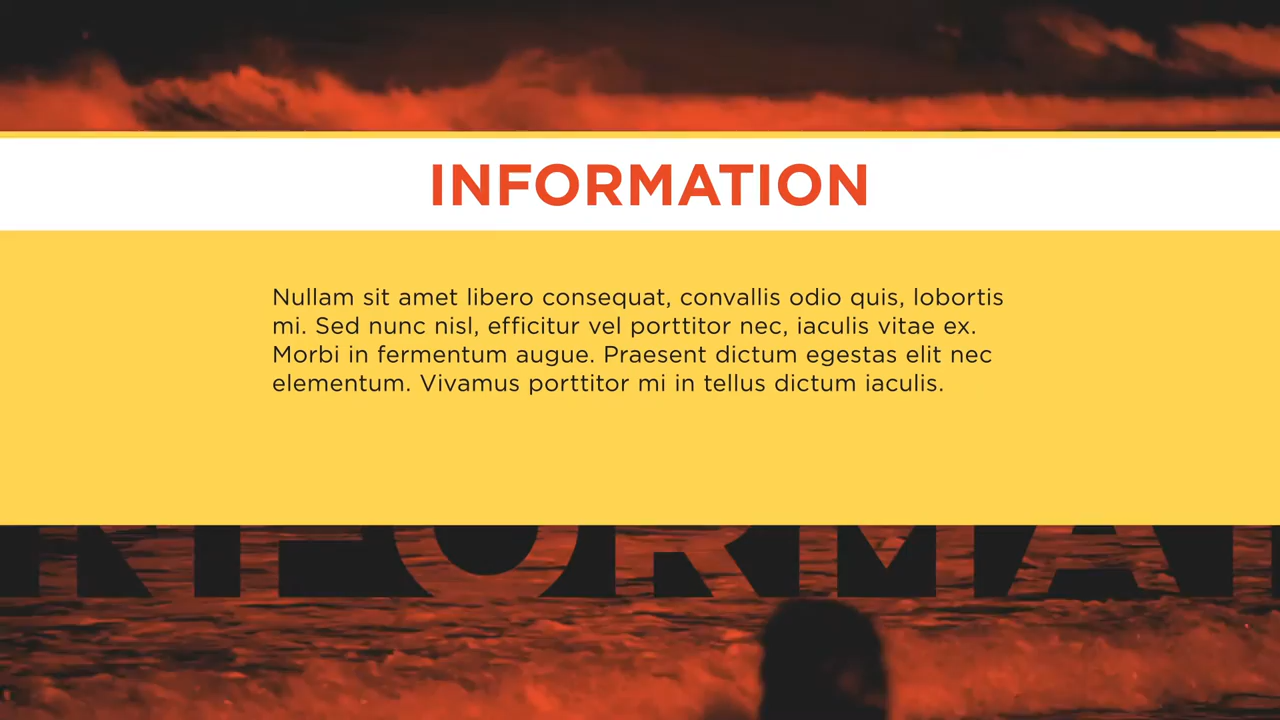 INFORMATION
Nullam sit amet libero consequat, convallis odio quis, lobortis
mi. Sed nunc nisl, efficitur vel porttitor nec, iaculis vitae ex.
Morbi in fermentum augue. Praesent dictum egestas elit nec
elementum. Vivamus porttitor mi in tellus dictum iaculis.
NFORMA